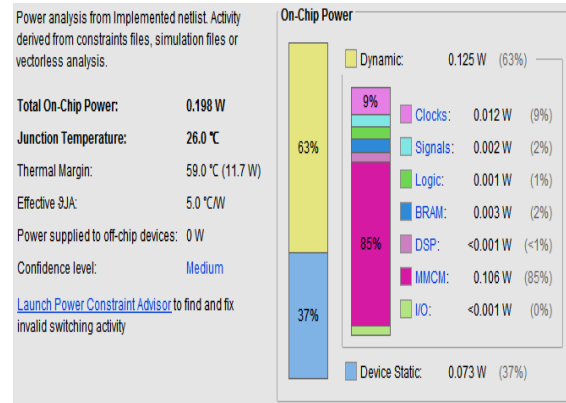 Power analysis from Implemented netlist. Activity
derived from constraints files, simulation files or
vectorless analysis.
Total On-Chip Power: 0.198 W
Junction Temperature: 26.0 °C
Thermal Margin: 59.0 °C (11.7 W)
Effective ϑJA: 5.0 °C/W
Power supplied to off-chip devices: 0 W
Confidence level: Medium
Launch Power Constraint Advisor to find and fix
invalid switching activity
On-Chip Power
63%
37%
Dynamic: 0.125 W (63%)
9%
85%
Clocks: 0.012 W (9%)
Signals: 0.002 W (2%)
Logic: 0.001 W (1%)
BRAM: 0.003 W (2%)
DSP: <0.001 W (<1%)
MMCM: 0.106 W (85%)
I/O: <0.001 W (0%)
Device Static: 0.073 W (37%)